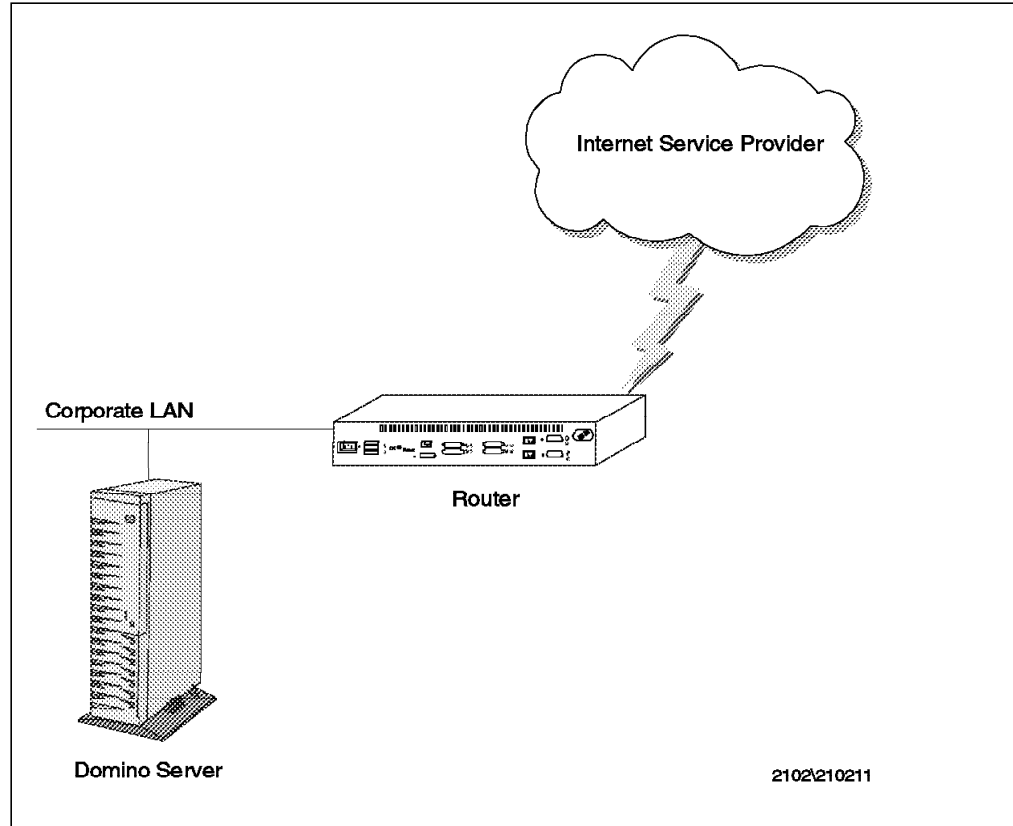 Internet Service Provider
Corporate LAN
Router
Domino Server
2102\210211